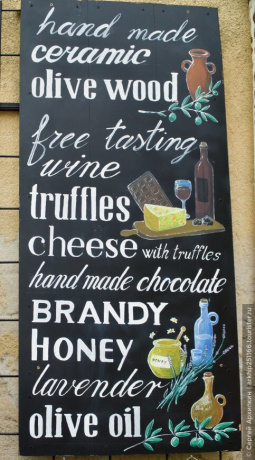 hand made
ceramic
olive wood
free tasting
wine
truffles
cheese with truffles
hand made chocolate
BRANDY
HONEY
lavender
olive oil